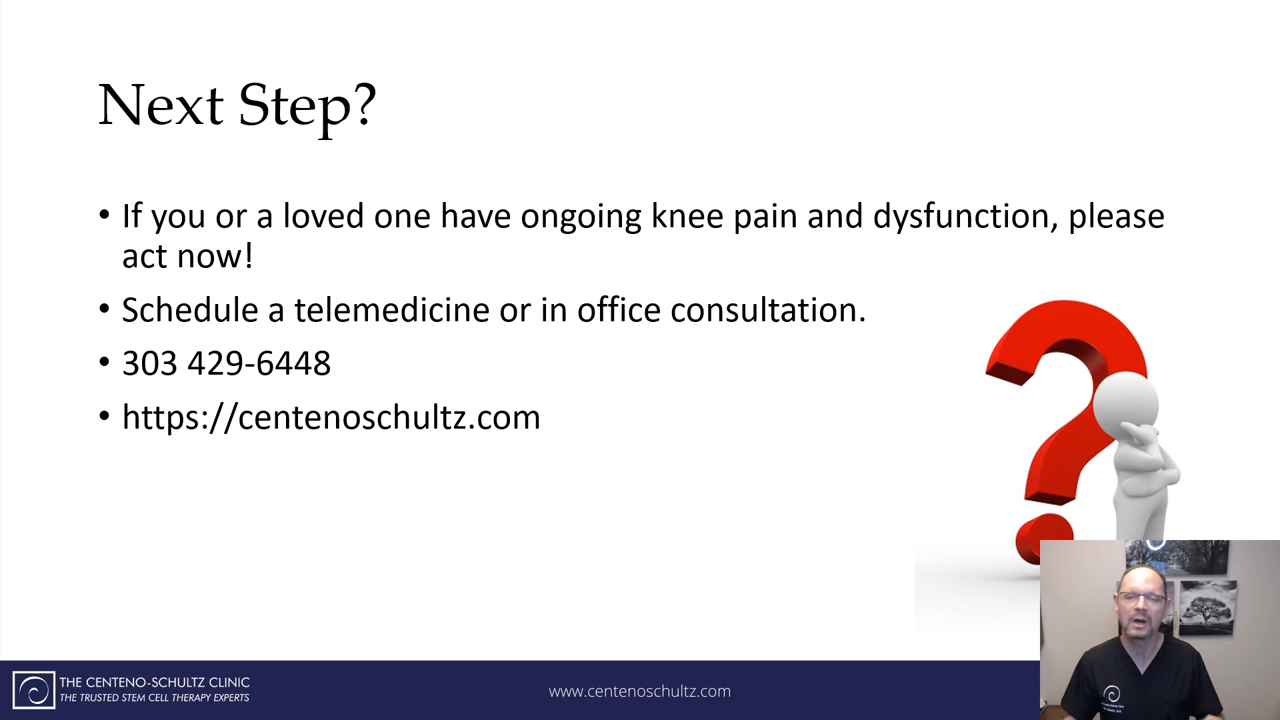 Next Step?
• If you or a loved one have ongoing knee pain and dysfunction, please
act now!
• Schedule a telemedicine or in office consultation.
• 303 429-6448
• https://centenoschultz.com
THE CENTENO-SCHULTZ CLINIC
THE TRUSTED STEM CELL THERAPY EXPERTS
www.centenoschultz.com